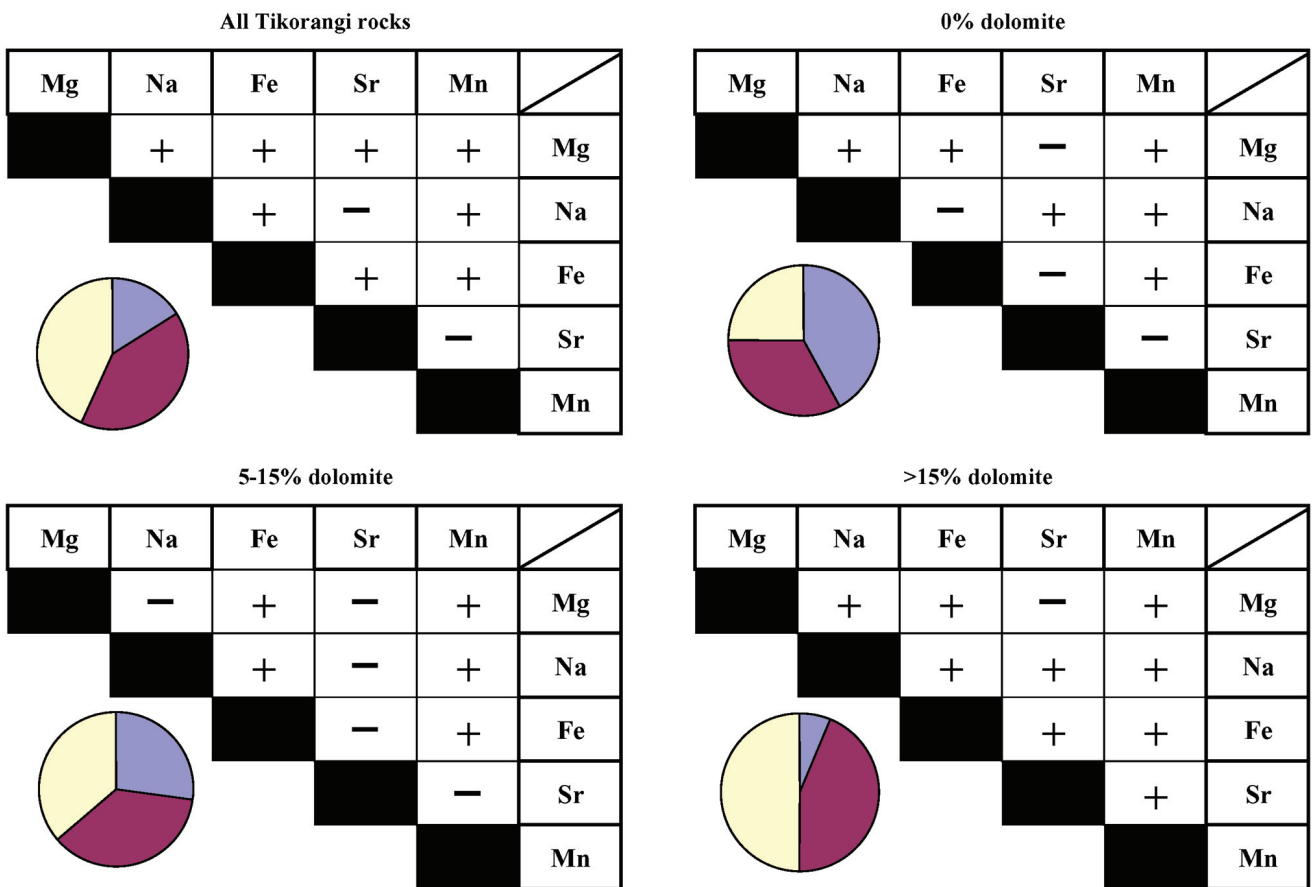 All Tikorangi rocks
Mg Na Fe Sr Mn
+ + + + Mg
+ − + Na
+ + Fe
− Sr
Mn
0% dolomite
Mg Na Fe Sr Mn
+ + − + Mg
− + + Na
− + Fe
− Sr
Mn
5-15% dolomite
Mg Na Fe Sr Mn
− + − + Mg
+ − + Na
− + Fe
− Sr
Mn
>15% dolomite
Mg Na Fe Sr Mn
+ + − + Mg
+ + + Na
+ + Fe
+ Sr
Mn